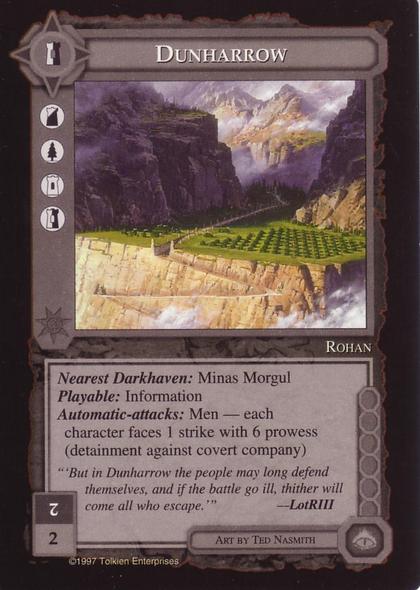 DUNHARROW
ROHAN
Nearest Darkhaven: Minas Morgul
Playable: Information
Automatic-attacks: Men — each
character faces 1 strike with 6 prowess
(detainment against covert company)
“‘But in Dunharrow the people may long defend
themselves, and if the battle go ill, thither will
come all who escape.’” --LotRIII
2
2
ART BY TED NASMITH
©1997 Tolkien Enterprises